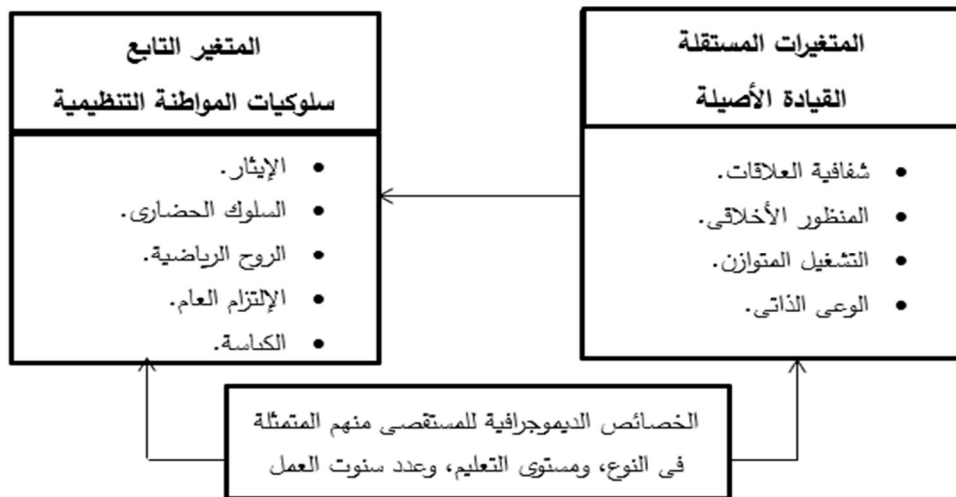 المتغيرات المستقلة
القيادة الأصيلة
• شفافية العلاقات.
• المنظور الأخلاقى.
• التشغيل المتوازن.
• الوعى الذاتى.
المتغير التابع
سلوكيات المواطنة التنظيمية
• الإيثار.
• السلوك الحضارى.
• الروح الرياضية.
• الإلتزام العام.
• الكياسة.
الخصائص الديموجرافية للمستقصى منهم المتمثلة
فى النوع، ومستوى التعليم، وعدد سنوت العمل